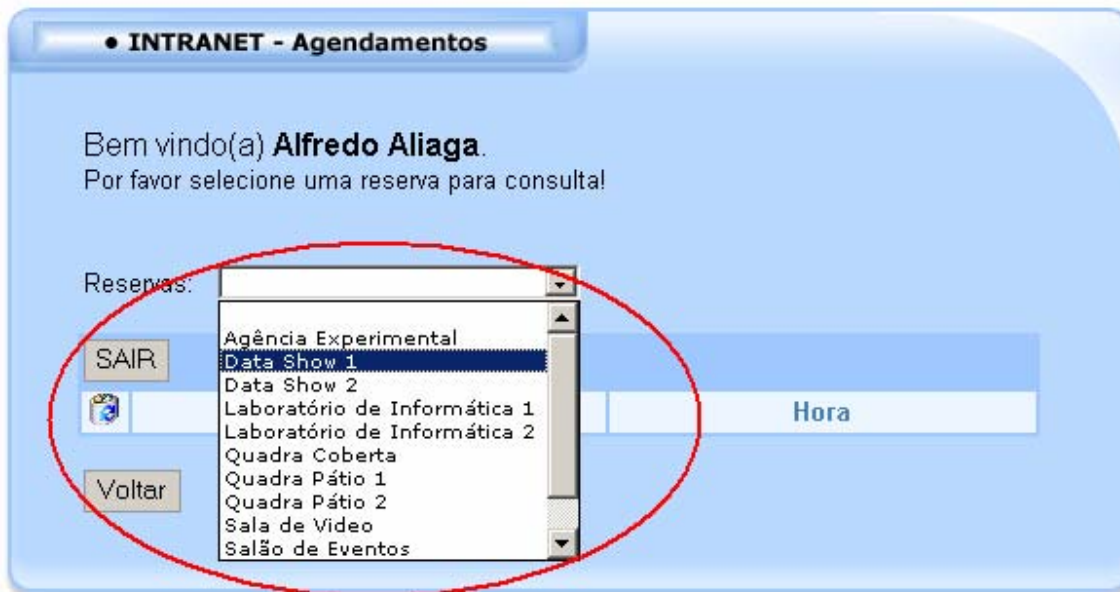 • INTRANET - Agendamentos
Bem vindo(a) Alfredo Aliaga.
Por favor selecione uma reserva para consulta!
Reservas:
Agência Experimental
Data Show 1
Data Show 2
Laboratório de Informática 1
Laboratório de Informática 2
Quadra Coberta
Quadra Pátio 1
Quadra Pátio 2
Sala de Video
Salão de Eventos
SAIR
Hora
Voltar